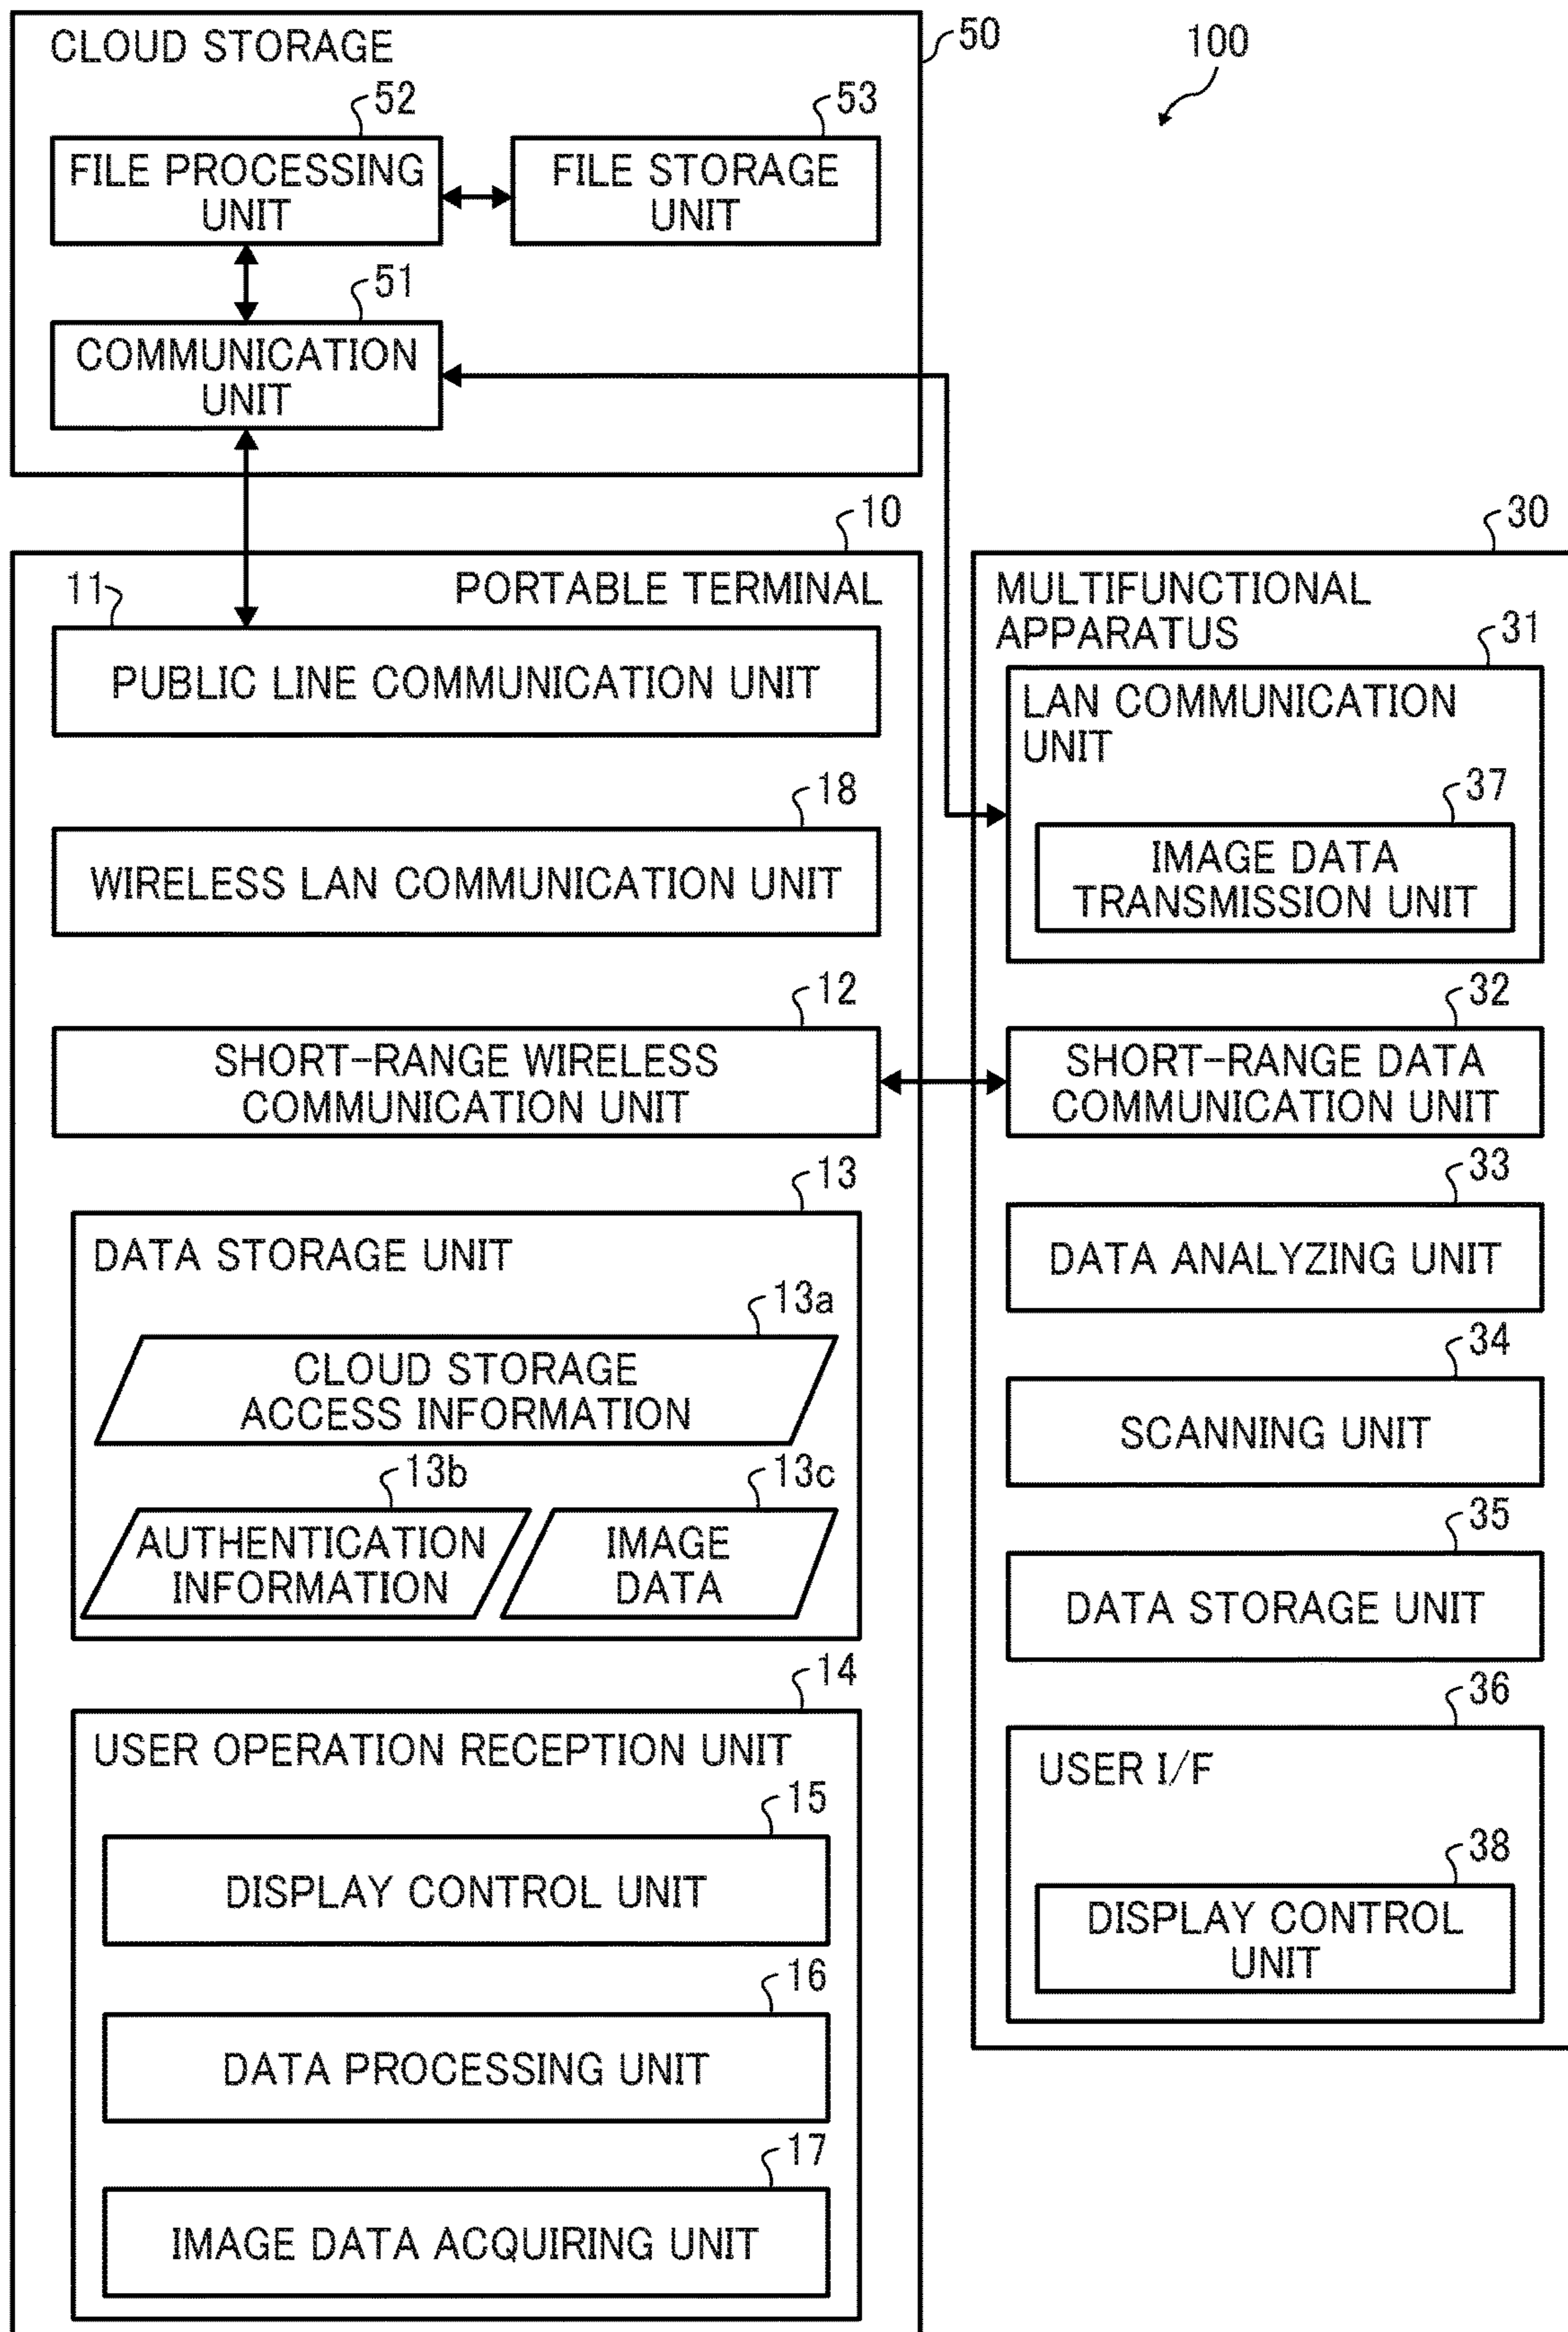 CLOUD STORAGE
50
100
52
FILE PROCESSING
UNIT
53
FILE STORAGE
UNIT
51
COMMUNICATION
UNIT
10
PORTABLE TERMINAL
11
PUBLIC LINE COMMUNICATION UNIT
18
WIRELESS LAN COMMUNICATION UNIT
12
SHORT-RANGE WIRELESS
COMMUNICATION UNIT
13
DATA STORAGE UNIT
13a
CLOUD STORAGE
ACCESS INFORMATION
13b
AUTHENTICATION
INFORMATION
13c
IMAGE
DATA
14
USER OPERATION RECEPTION UNIT
15
DISPLAY CONTROL UNIT
16
DATA PROCESSING UNIT
17
IMAGE DATA ACQUIRING UNIT
30
MULTIFUNCTIONAL
APPARATUS
31
LAN COMMUNICATION
UNIT
37
IMAGE DATA
TRANSMISSION UNIT
32
SHORT-RANGE DATA
COMMUNICATION UNIT
33
DATA ANALYZING UNIT
34
SCANNING UNIT
35
DATA STORAGE UNIT
36
USER I/F
38
DISPLAY CONTROL
UNIT